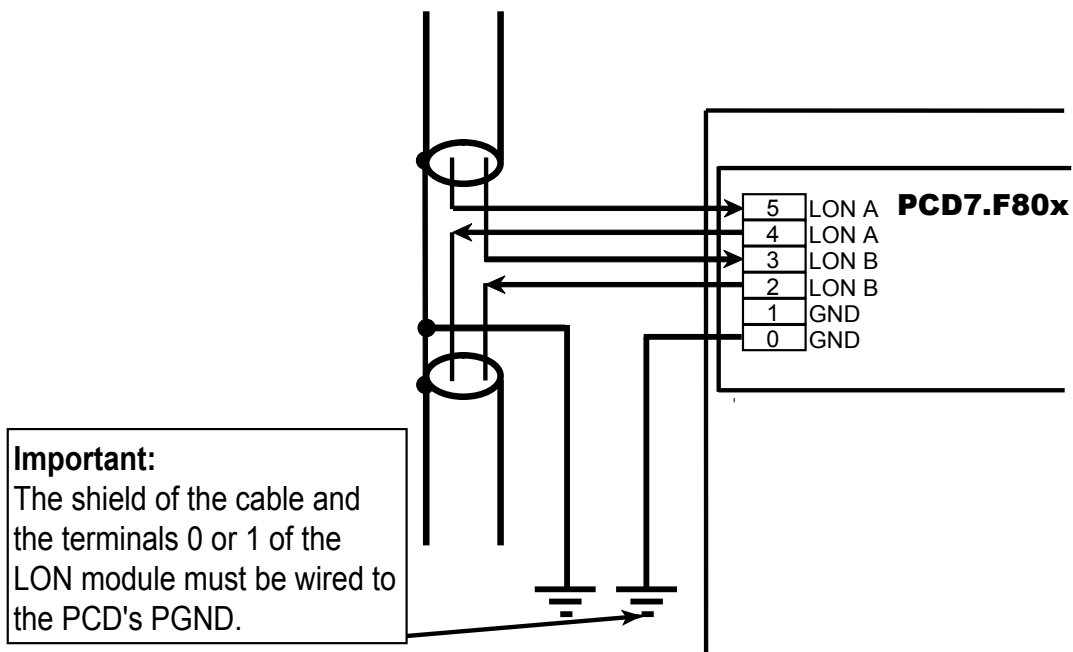 PCD7.F80x
5 LON A
4 LON A
3 LON B
2 LON B
1 GND
0 GND
Important:
The shield of the cable and
the terminals 0 or 1 of the
LON module must be wired to
the PCD's PGND.